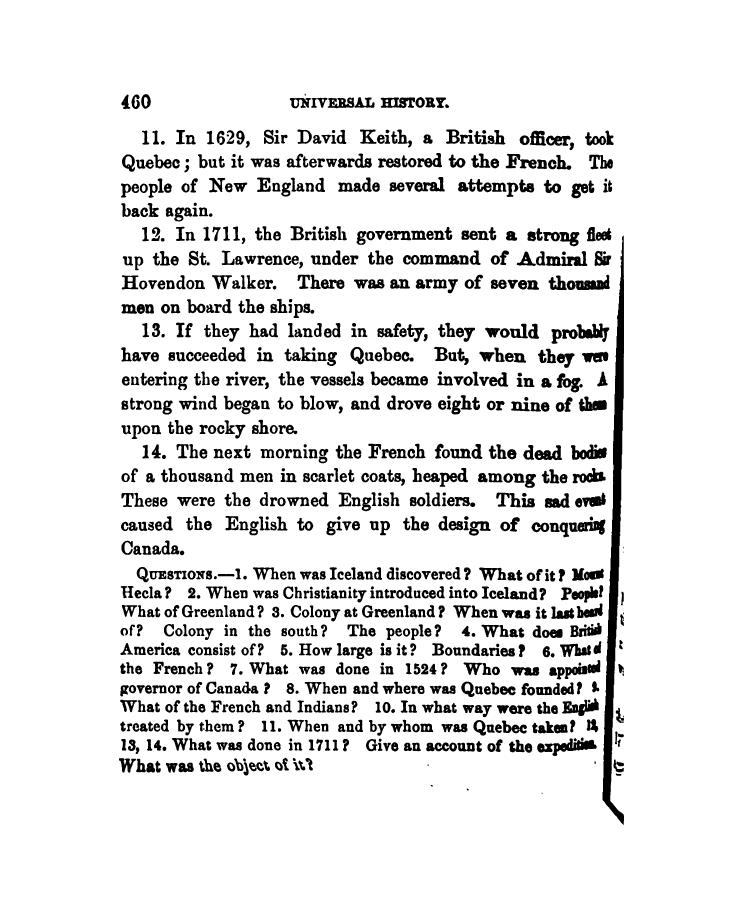 460 UNIVERSAL HISTORY.
11. In 1629, Sir David Keith, a British officer, took
Quebec; but it was afterwards restored to the French. The
people of New England made several attempts to get it
back again.
12. In 1711, the British government sent a strong fleet
up the St. Lawrence, under the command of Admiral Sir
Hovendon Walker. There was an army of seven thousand
men on board the ships.
13. If they had landed in safety, they would probably
have succeeded in taking Quebec. But, when they were
entering the river, the vessels became involved in a fog. A
strong wind began to blow, and drove eight or nine of them
upon the rocky shore.
14. The next morning the French found the dead bodies
of a thousand men in scarlet coats, heaped among the rocks.
These were the drowned English soldiers. This sad event
caused the English to give up the design of conquering
Canada.
QUESTIONS.—1. When was Iceland discovered? What of it? Mount
Hecla? 2. When was Christianity introduced into Iceland? People?
What of Greenland? 3. Colony at Greenland? When was it last heard
of? Colony in the south? The people? 4. What does British
America consist of? 5. How large is it? Boundaries? 6. What of
the French? 7. What was done in 1524? Who was appointed
governor of Canada? 8. When and where was Quebec founded? 9.
What of the French and Indians? 10. In what way were the English
treated by them? 11. When and by whom was Quebec taken? 12,
13, 14. What was done in 1711? Give an account of the expedition.
What was the object of it?